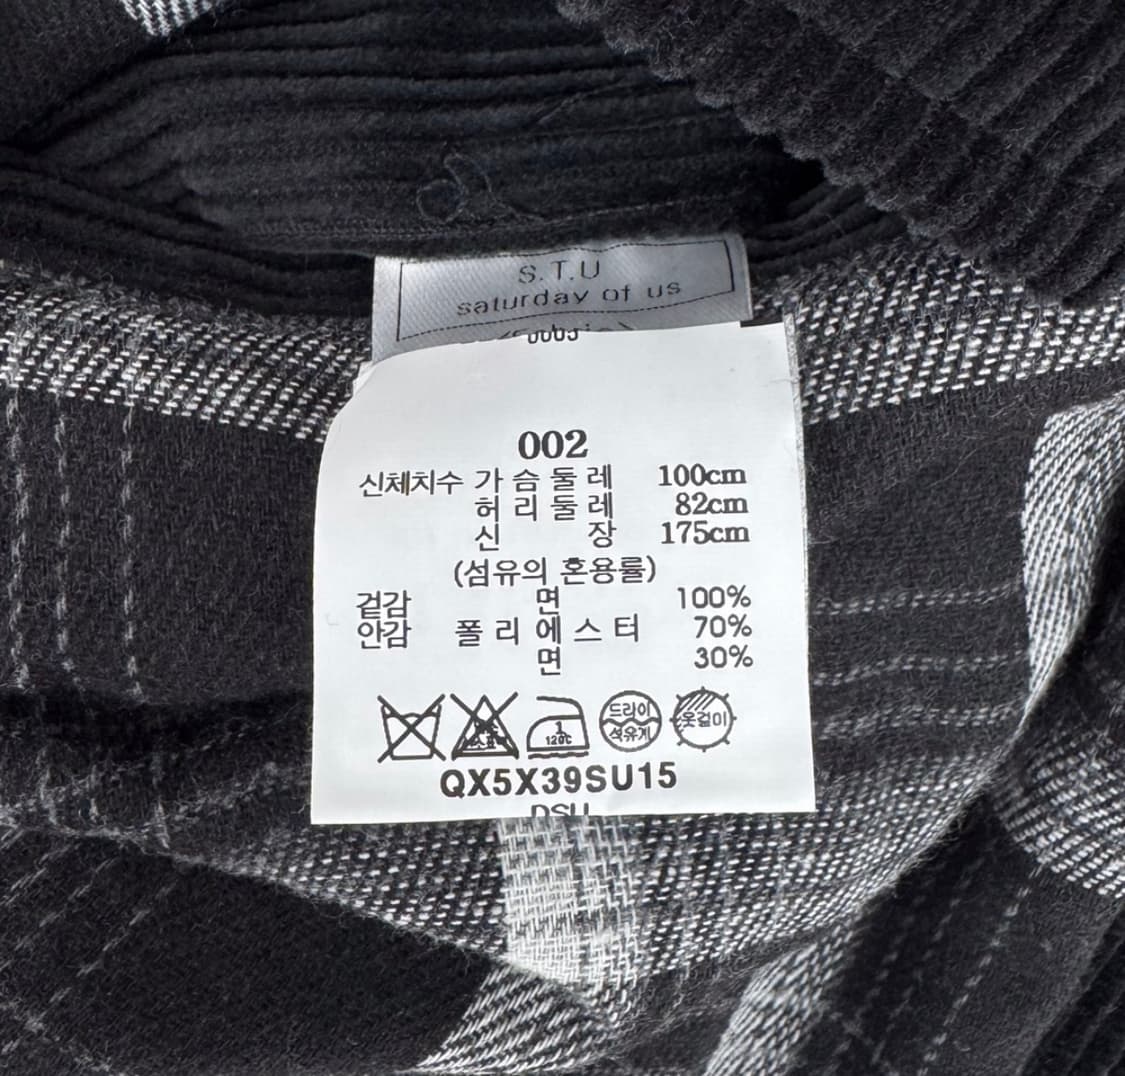 S.T.U
saturday of us
002
신체치수 가슴둘레 100cm
허리둘레 82cm
신 장 175cm
(섬유의 혼용률)
겉감 면 100%
안감 폴리에스터 70%
면 30%
120℃
드라이
석유계
옷걸이
QX5X39SU15
DSU